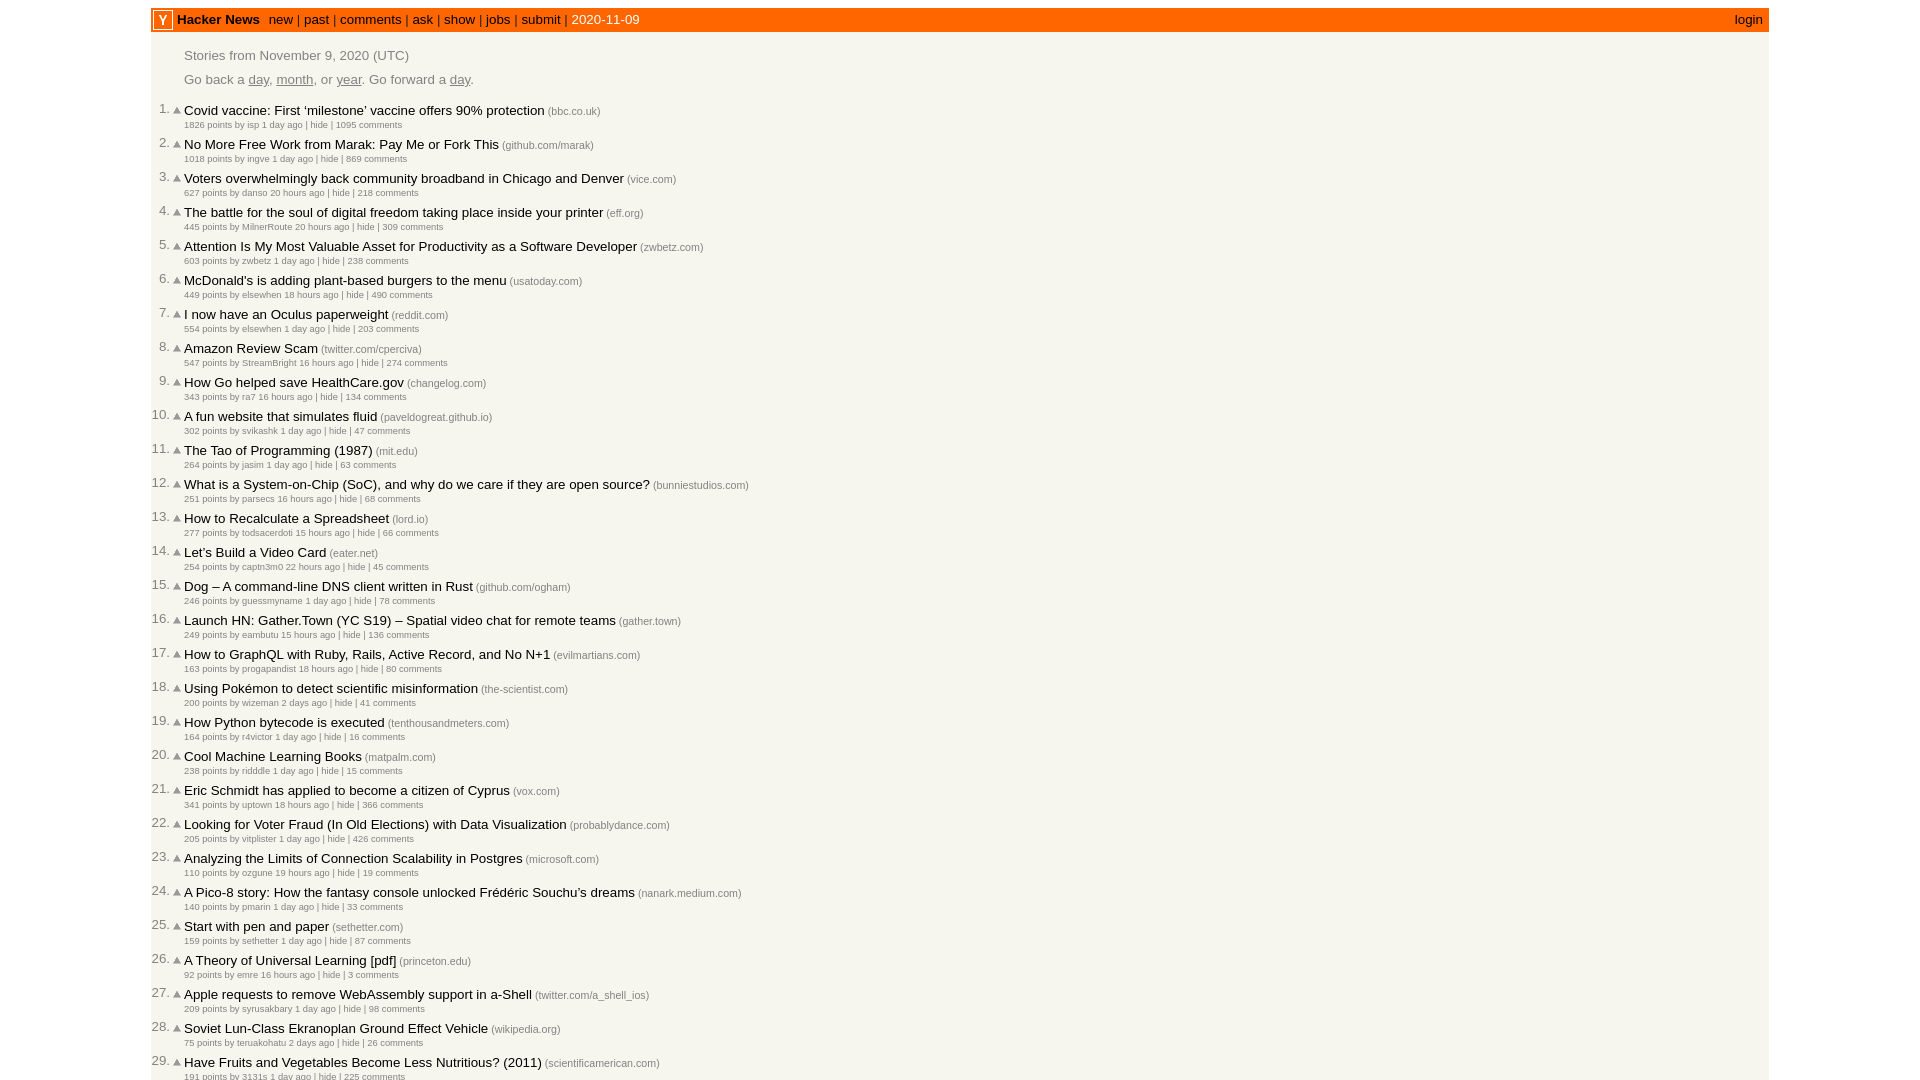 Y Hacker News new | past | comments | ask | show | jobs | submit | 2020-11-09 login
Stories from November 9, 2020 (UTC)
Go back a day, month, or year. Go forward a day.
1. Covid vaccine: First ‘milestone’ vaccine offers 90% protection (bbc.co.uk)
1826 points by isp 1 day ago | hide | 1095 comments
2. No More Free Work from Marak: Pay Me or Fork This (github.com/marak)
1018 points by ingve 1 day ago | hide | 869 comments
3. Voters overwhelmingly back community broadband in Chicago and Denver (vice.com)
627 points by danso 20 hours ago | hide | 218 comments
4. The battle for the soul of digital freedom taking place inside your printer (eff.org)
445 points by MilnerRoute 20 hours ago | hide | 309 comments
5. Attention Is My Most Valuable Asset for Productivity as a Software Developer (zwbetz.com)
603 points by zwbetz 1 day ago | hide | 238 comments
6. McDonald's is adding plant-based burgers to the menu (usatoday.com)
449 points by elsewhen 18 hours ago | hide | 490 comments
7. I now have an Oculus paperweight (reddit.com)
554 points by elsewhen 1 day ago | hide | 203 comments
8. Amazon Review Scam (twitter.com/cperciva)
547 points by StreamBright 16 hours ago | hide | 274 comments
9. How Go helped save HealthCare.gov (changelog.com)
343 points by ra7 16 hours ago | hide | 134 comments
10. A fun website that simulates fluid (paveldogreat.github.io)
302 points by svikashk 1 day ago | hide | 47 comments
11. The Tao of Programming (1987) (mit.edu)
264 points by jasim 1 day ago | hide | 63 comments
12. What is a System-on-Chip (SoC), and why do we care if they are open source? (bunniestudios.com)
251 points by parsecs 16 hours ago | hide | 68 comments
13. How to Recalculate a Spreadsheet (lord.io)
277 points by todsacerdoti 15 hours ago | hide | 66 comments
14. Let’s Build a Video Card (eater.net)
254 points by captn3m0 22 hours ago | hide | 45 comments
15. Dog – A command-line DNS client written in Rust (github.com/ogham)
246 points by guessmyname 1 day ago | hide | 78 comments
16. Launch HN: Gather.Town (YC S19) – Spatial video chat for remote teams (gather.town)
249 points by eambutu 15 hours ago | hide | 136 comments
17. How to GraphQL with Ruby, Rails, Active Record, and No N+1 (evilmartians.com)
163 points by progapandist 18 hours ago | hide | 80 comments
18. Using Pokémon to detect scientific misinformation (the-scientist.com)
200 points by wizeman 2 days ago | hide | 41 comments
19. How Python bytecode is executed (tenthousandmeters.com)
164 points by r4victor 1 day ago | hide | 16 comments
20. Cool Machine Learning Books (matpalm.com)
238 points by ridddle 1 day ago | hide | 15 comments
21. Eric Schmidt has applied to become a citizen of Cyprus (vox.com)
341 points by uptown 18 hours ago | hide | 366 comments
22. Looking for Voter Fraud (In Old Elections) with Data Visualization (probablydance.com)
205 points by vitplister 1 day ago | hide | 426 comments
23. Analyzing the Limits of Connection Scalability in Postgres (microsoft.com)
110 points by ozgune 19 hours ago | hide | 19 comments
24. A Pico-8 story: How the fantasy console unlocked Frédéric Souchu’s dreams (nanark.medium.com)
140 points by pmarin 1 day ago | hide | 33 comments
25. Start with pen and paper (sethetter.com)
159 points by sethetter 1 day ago | hide | 87 comments
26. A Theory of Universal Learning [pdf] (princeton.edu)
92 points by emre 16 hours ago | hide | 3 comments
27. Apple requests to remove WebAssembly support in a-Shell (twitter.com/a_shell_ios)
209 points by syrusakbary 1 day ago | hide | 98 comments
28. Soviet Lun-Class Ekranoplan Ground Effect Vehicle (wikipedia.org)
75 points by teruakohatu 2 days ago | hide | 26 comments
29. Have Fruits and Vegetables Become Less Nutritious? (2011) (scientificamerican.com)
191 points by 3131s 1 day ago | hide | 225 comments